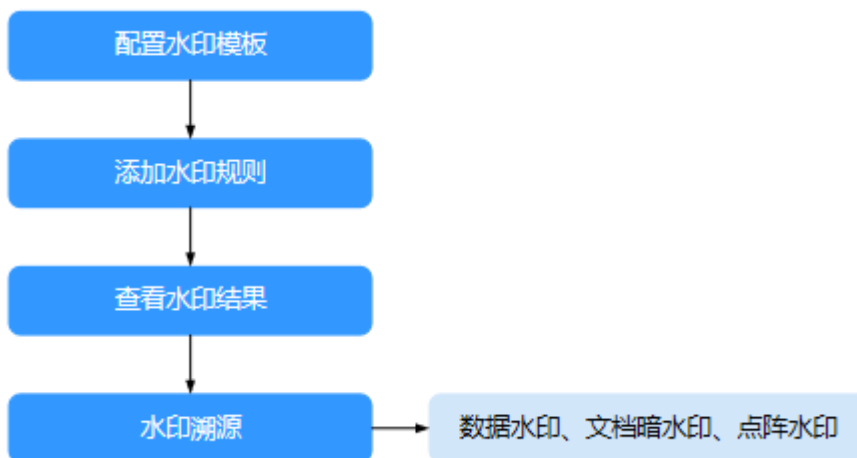 配置水印模板
添加水印规则
查看水印结果
水印溯源
数据水印、文档暗水印、点阵水印